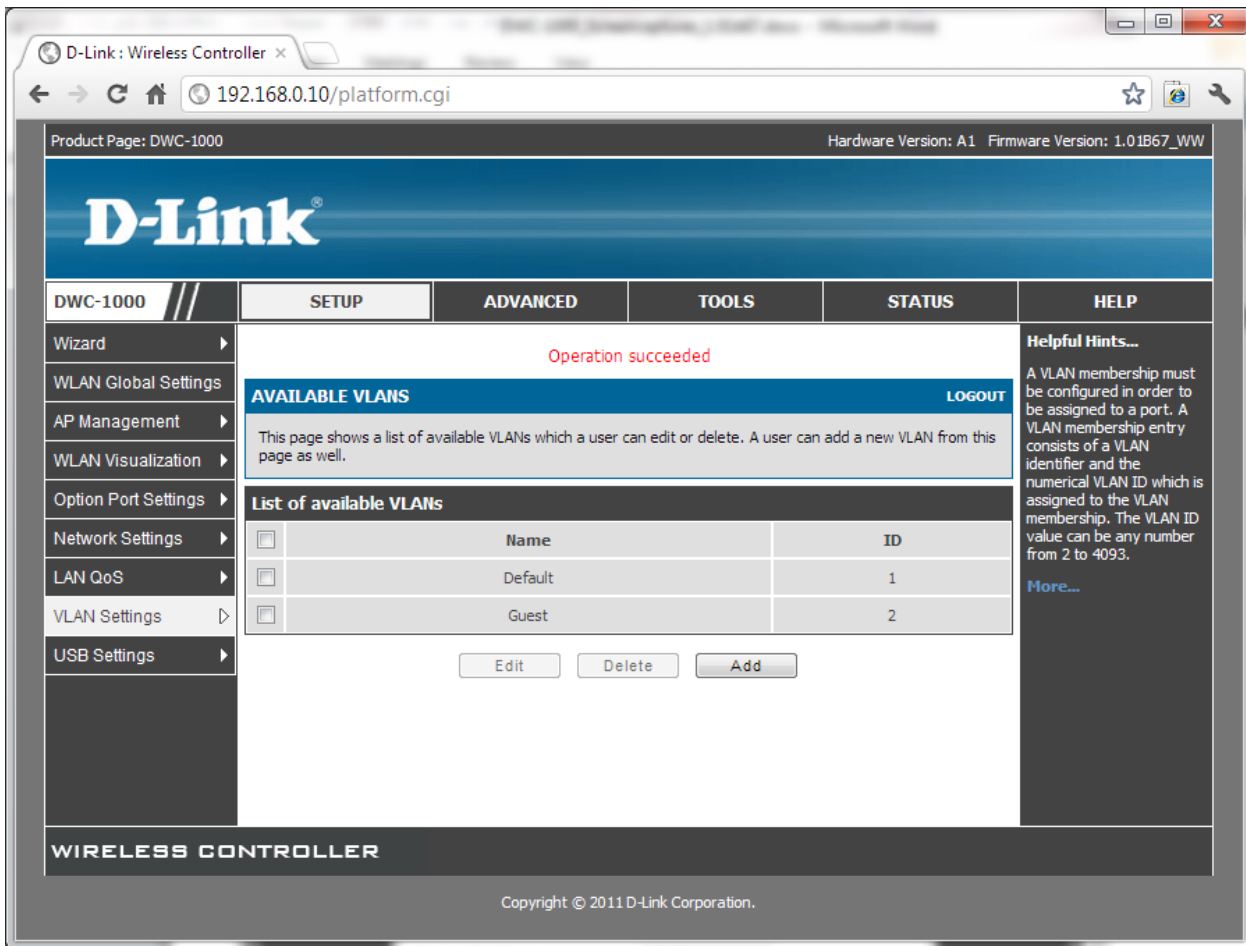 D-Link : Wireless Controller ×
192.168.0.10/platform.cgi
Product Page: DWC-1000
Hardware Version: A1 Firmware Version: 1.01B67_WW
D-Link®
DWC-1000
SETUP
ADVANCED
TOOLS
STATUS
HELP
Wizard
WLAN Global Settings
AP Management
WLAN Visualization
Option Port Settings
Network Settings
LAN QoS
VLAN Settings
USB Settings
Operation succeeded
AVAILABLE VLANS
LOGOUT
This page shows a list of available VLANs which a user can edit or delete. A user can add a new VLAN from this
page as well.
List of available VLANs
Name ID
Default 1
Guest 2
Edit
Delete
Add
Helpful Hints...
A VLAN membership must
be configured in order to
be assigned to a port. A
VLAN membership entry
consists of a VLAN
identifier and the
numerical VLAN ID which is
assigned to the VLAN
membership. The VLAN ID
value can be any number
from 2 to 4093.
More...
WIRELESS CONTROLLER
Copyright © 2011 D-Link Corporation.